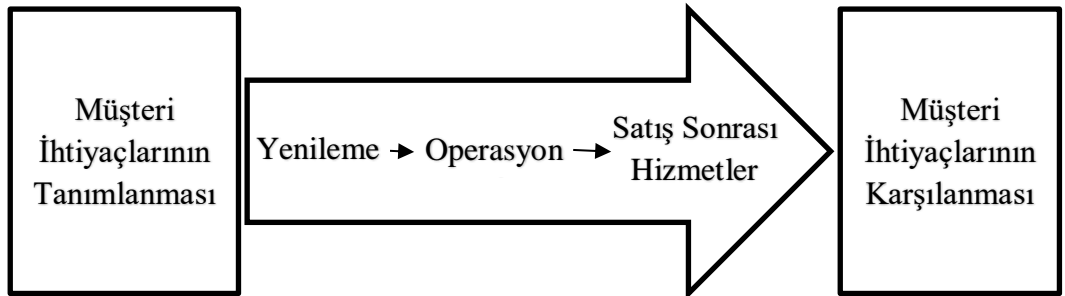 Müşteri
İhtiyaçlarının
Tanımlanması
Yenileme
Operasyon
Satış Sonrası
Hizmetler
Müşteri
İhtiyaçlarının
Karşılanması